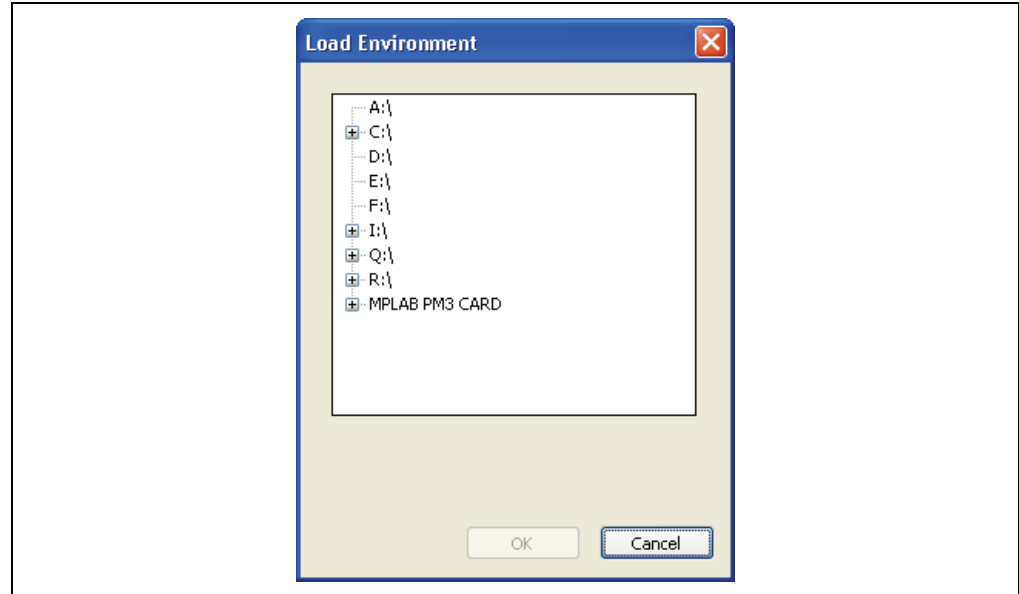 Load Environment
A:\
C:\
D:\
E:\
F:\
I:\
Q:\
R:\
MPLAB PM3 CARD
OK
Cancel